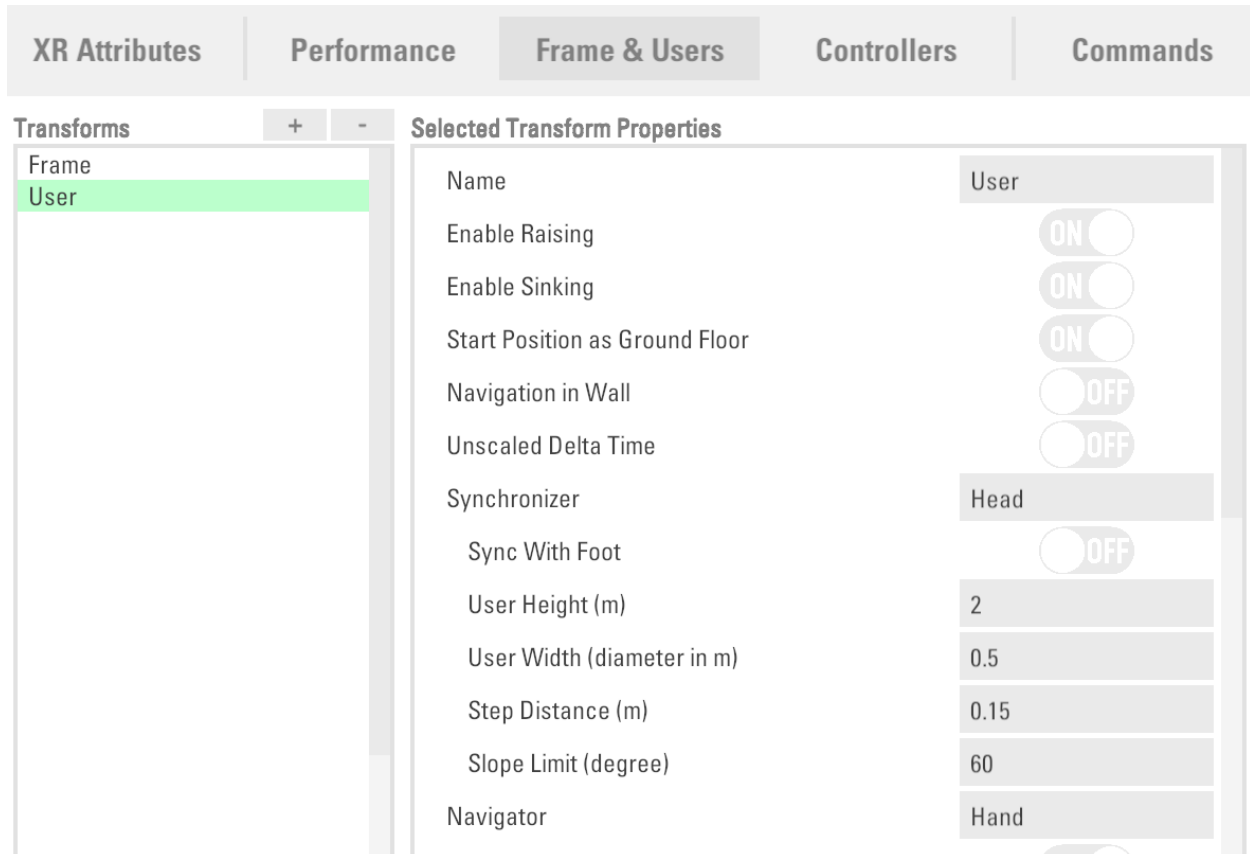 XR Attributes Performance Frame & Users Controllers Commands
Transforms + - Selected Transform Properties
Frame
User
Name User
Enable Raising ON
Enable Sinking ON
Start Position as Ground Floor ON
Navigation in Wall OFF
Unscaled Delta Time OFF
Synchronizer Head
Sync With Foot OFF
User Height (m) 2
User Width (diameter in m) 0.5
Step Distance (m) 0.15
Slope Limit (degree) 60
Navigator Hand